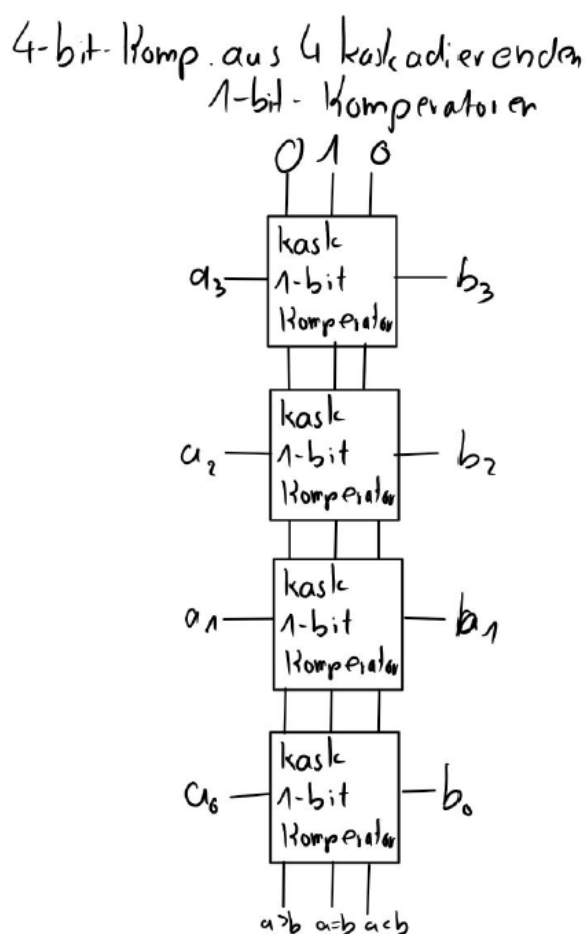 4-bit-Komp. aus 4 kaskadierenden
1-bit-Komperatoren
0 1 0
kask
a₃ 1-bit b₃
Komperator
kask
a₂ 1-bit b₂
Komperator
kask
a₁ 1-bit b₁
Komperator
kask
a₀ 1-bit b₀
Komperator
a>b a=b a<b